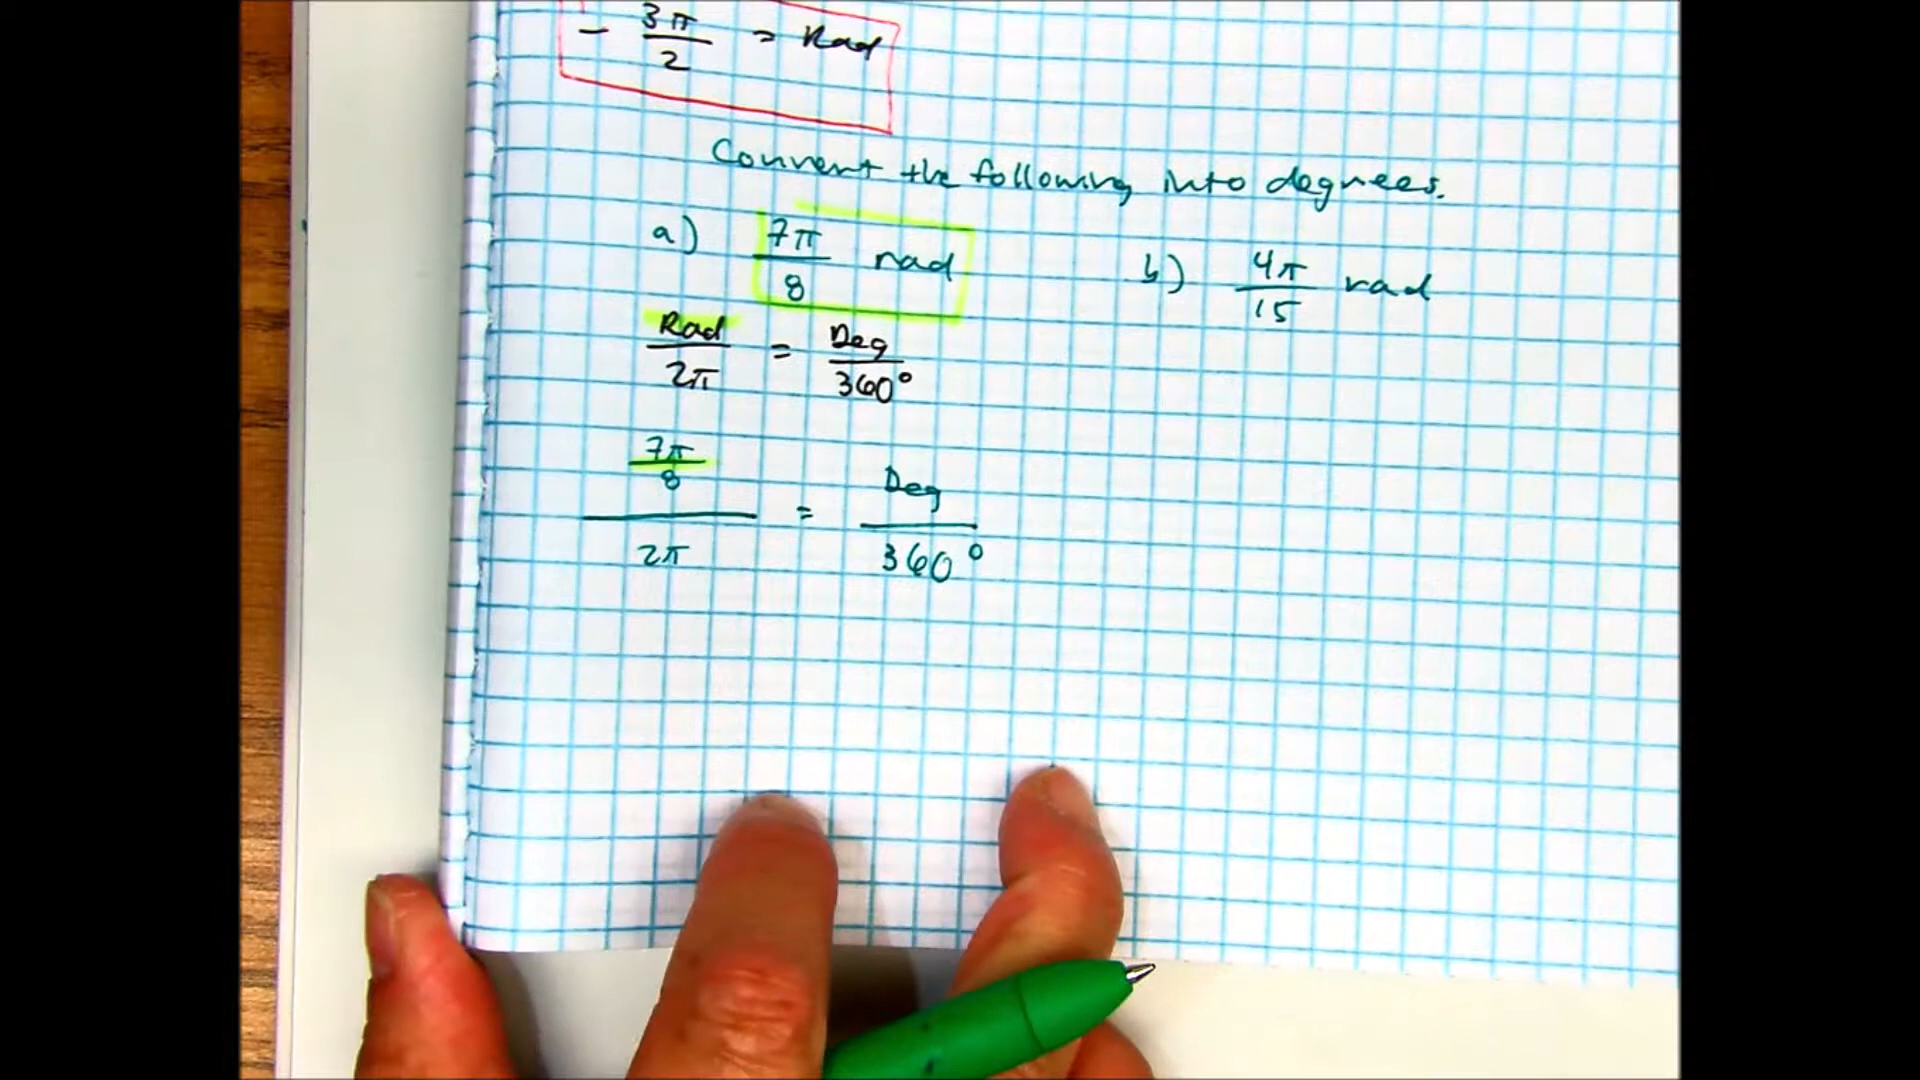 - 3π/2 = Rad
Convert the following into degrees.
a) 7π/8 rad b) 4π/15 rad
Rad/2π = Deg/360°
7π/8 / 2π = Deg/360°